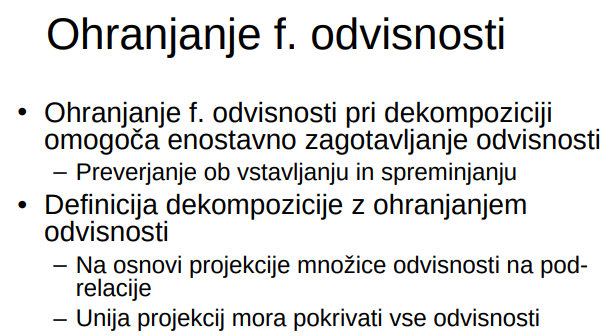 Ohranjanje f. odvisnosti
• Ohranjanje f. odvisnosti pri dekompoziciji
omogoča enostavno zagotavljanje odvisnosti
– Preverjanje ob vstavljanju in spreminjanju
• Definicija dekompozicije z ohranjanjem
odvisnosti
– Na osnovi projekcije množice odvisnosti na pod-
relacije
– Unija projekcij mora pokrivati vse odvisnosti